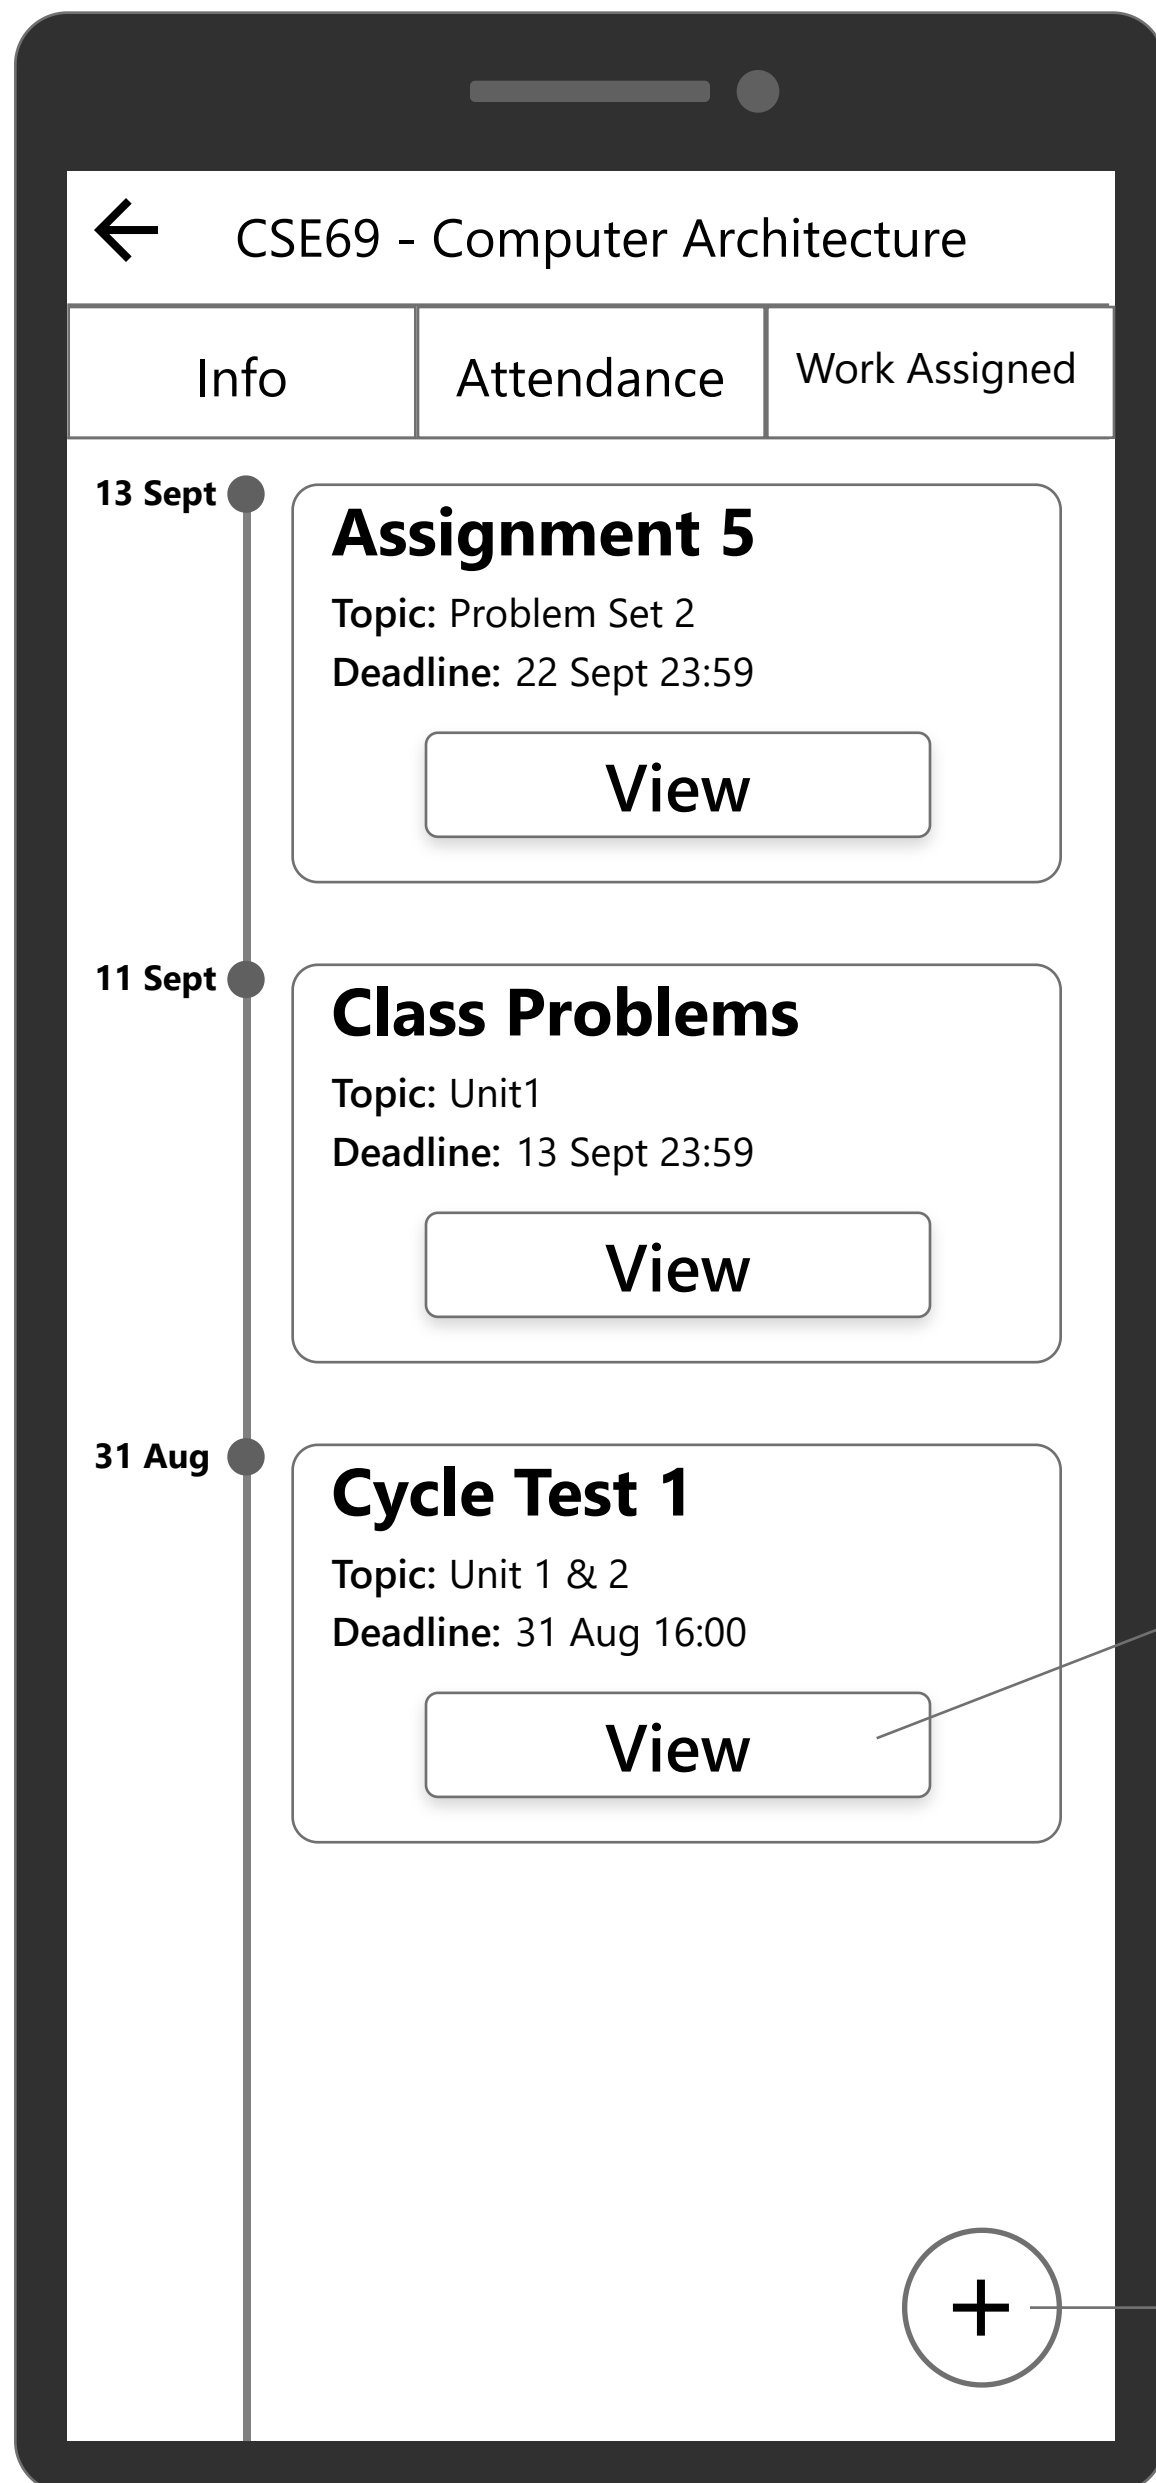 CSE69 - Computer Architecture
Info
Attendance
Work Assigned
13 Sept
Assignment 5
Topic: Problem Set 2
Deadline: 22 Sept 23:59
View
11 Sept
Class Problems
Topic: Unit1
Deadline: 13 Sept 23:59
View
31 Aug
Cycle Test 1
Topic: Unit 1 & 2
Deadline: 31 Aug 16:00
View
+